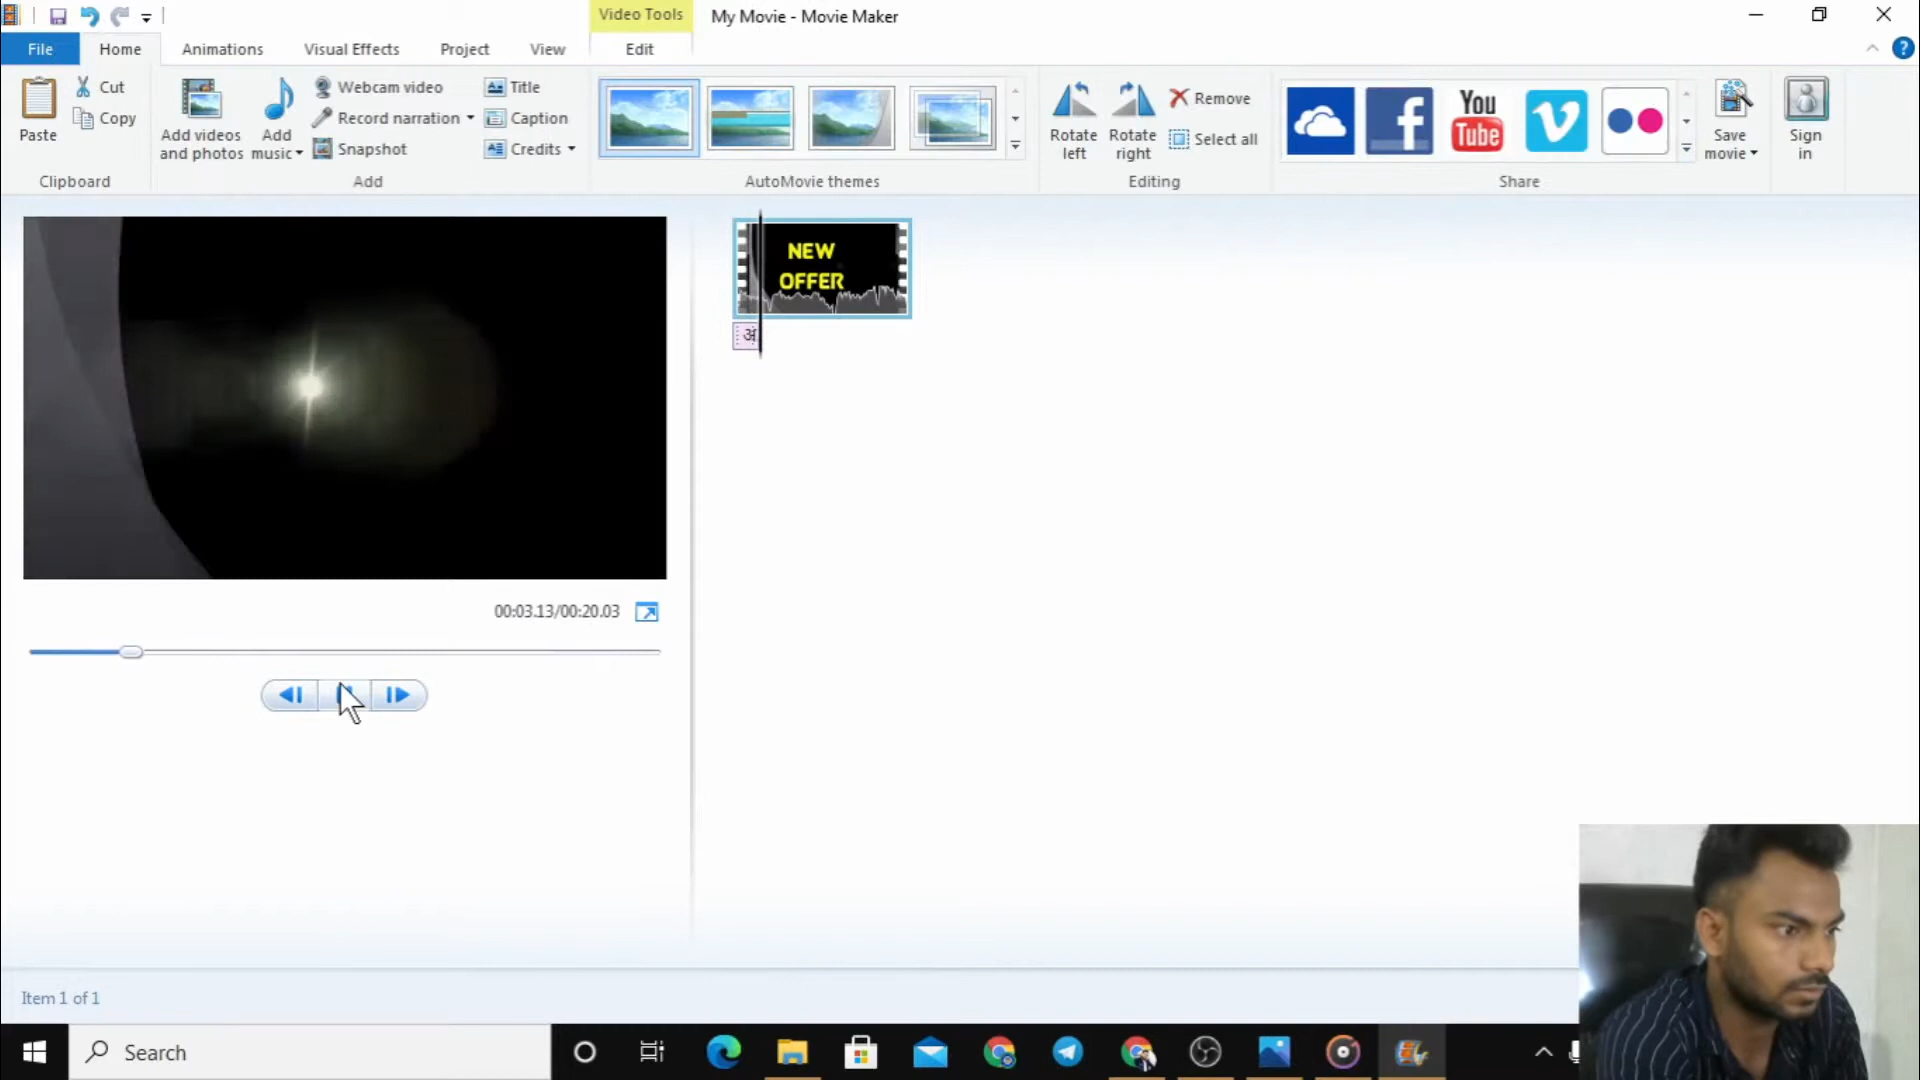 Video Tools
My Movie - Movie Maker
File
Home
Animations
Visual Effects
Project
View
Edit
Paste
Cut
Copy
Clipboard
Add videos
and photos
Add
music
Webcam video
Record narration
Snapshot
Title
Caption
Credits
Add
AutoMovie themes
Rotate
left
Rotate
right
Remove
Select all
Editing
You
Tube
Share
Save
movie
Sign
in
NEW
OFFER
00:03.13/00:20.03
Item 1 of 1
Search